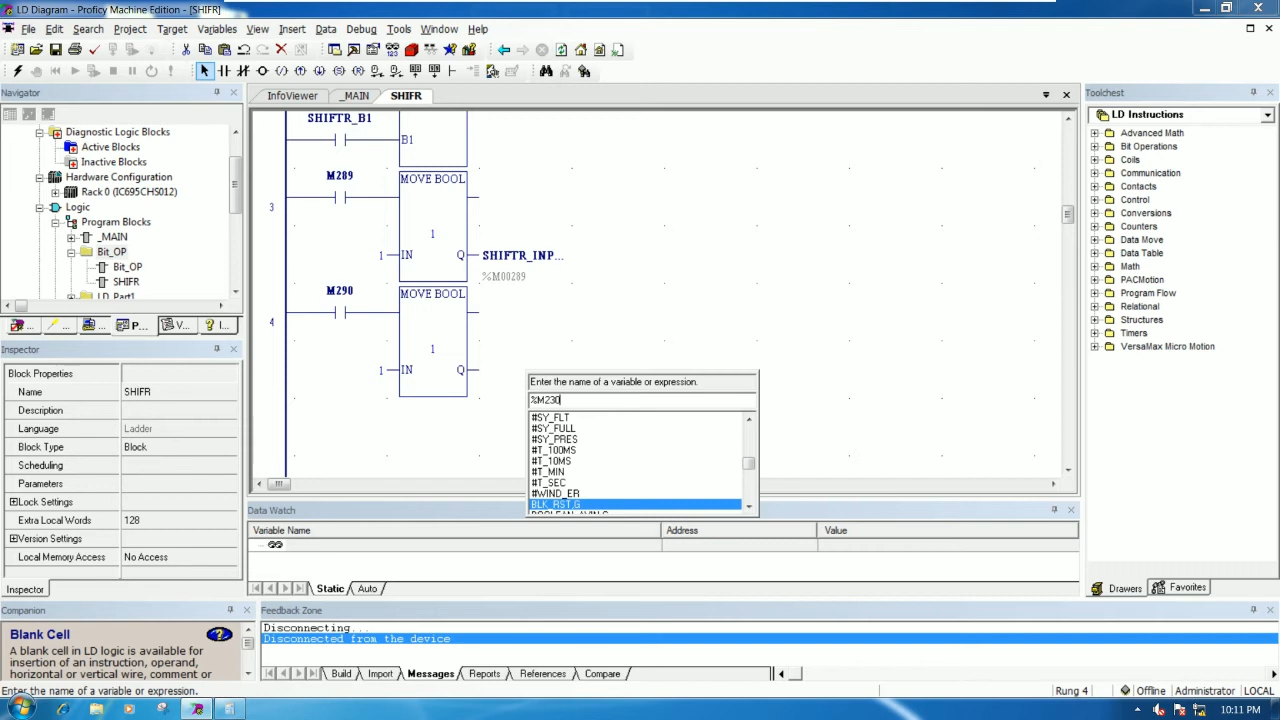 LD Diagram - Proficy Machine Edition - [SHIFR]
File Edit Search Project Target Variables View Insert Data Debug Tools Window Help
Navigator
Diagnostic Logic Blocks
Active Blocks
Inactive Blocks
Hardware Configuration
Rack 0 (IC695CHS012)
Logic
Program Blocks
_MAIN
Bit_OP
Bit_OP
SHIFR
LD_Part1
P... V... I...
Inspector
Block Properties
Name SHIFR
Description
Language Ladder
Block Type Block
Scheduling
Parameters
Lock Settings
Extra Local Words 128
Version Settings
Local Memory Access No Access
Inspector
Companion
Blank Cell
A blank cell in LD logic is available for
insertion of an instruction, operand,
horizontal or vertical wire, comment or
InfoViewer _MAIN SHIFR
SHIFTR_B1
B1
M289
MOVE BOOL
3
1
1 IN Q SHIFTR_INP...
%M00289
M290
MOVE BOOL
4
1
1 IN Q
Enter the name of a variable or expression.
%M230
#SY_FLT
#SY_FULL
#SY_PRES
#T_100MS
#T_10MS
#T_MIN
#T_SEC
#WIND_ER
BLK_RST,G
Data Watch
Variable Name Address Value
Static Auto
Feedback Zone
Disconnecting...
Disconnected from the device
Build Import Messages Reports References Compare
Toolchest
LD Instructions
Advanced Math
Bit Operations
Coils
Communication
Contacts
Control
Conversions
Counters
Data Move
Data Table
Math
PACMotion
Program Flow
Relational
Structures
Timers
VersaMax Micro Motion
Drawers Favorites
Enter the name of a variable or expression.
Rung 4 Offline Administrator LOCAL
10:11 PM